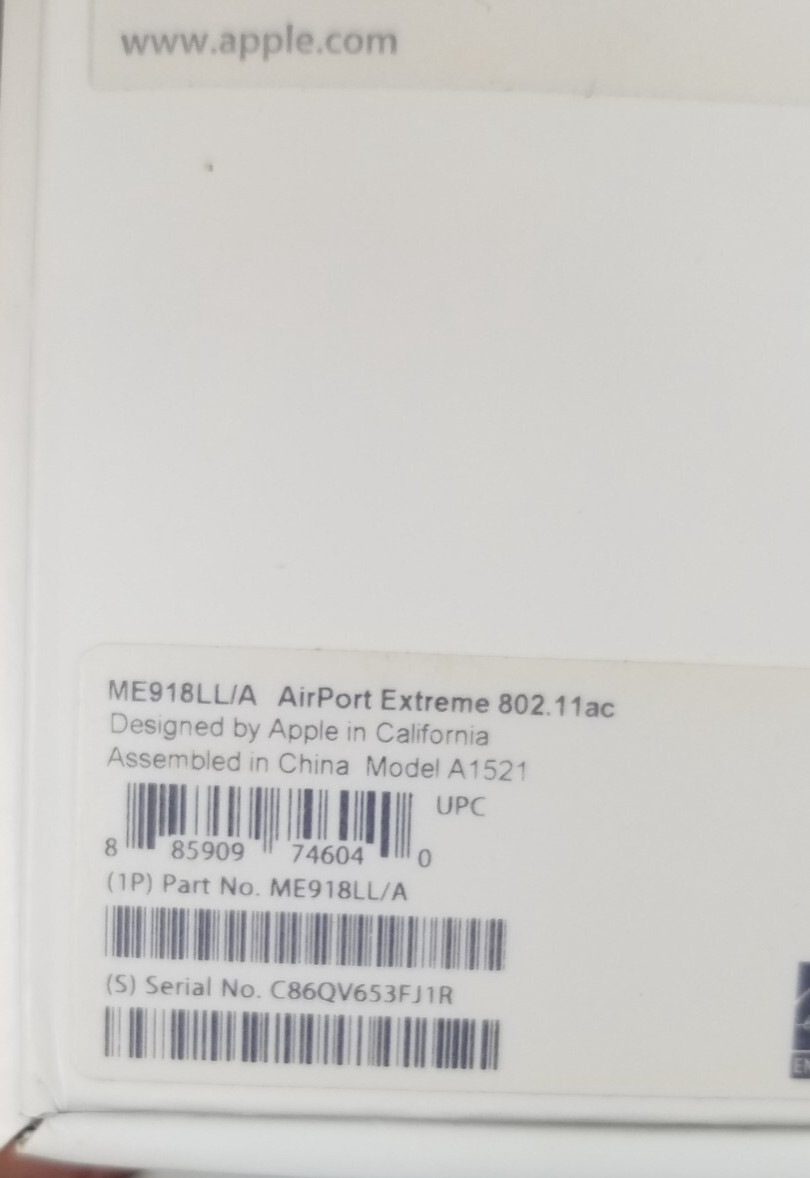 www.apple.com
ME918LL/A AirPort Extreme 802.11ac
Designed by Apple in California
Assembled in China Model A1521
UPC
8 85909 74604 0
(1P) Part No. ME918LL/A
(S) Serial No. C86QV653FJ1R